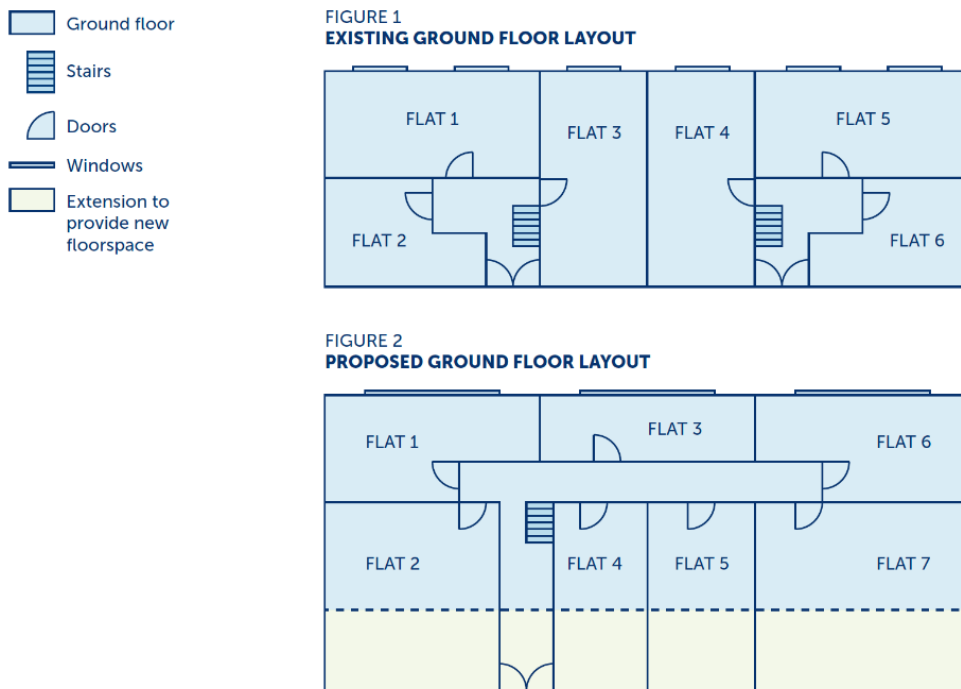 Ground floor
Stairs
Doors
Windows
Extension to
provide new
floorspace
FIGURE 1
EXISTING GROUND FLOOR LAYOUT
FLAT 1
FLAT 3
FLAT 4
FLAT 5
FLAT 2
FLAT 6
FIGURE 2
PROPOSED GROUND FLOOR LAYOUT
FLAT 1
FLAT 3
FLAT 6
FLAT 2
FLAT 4
FLAT 5
FLAT 7